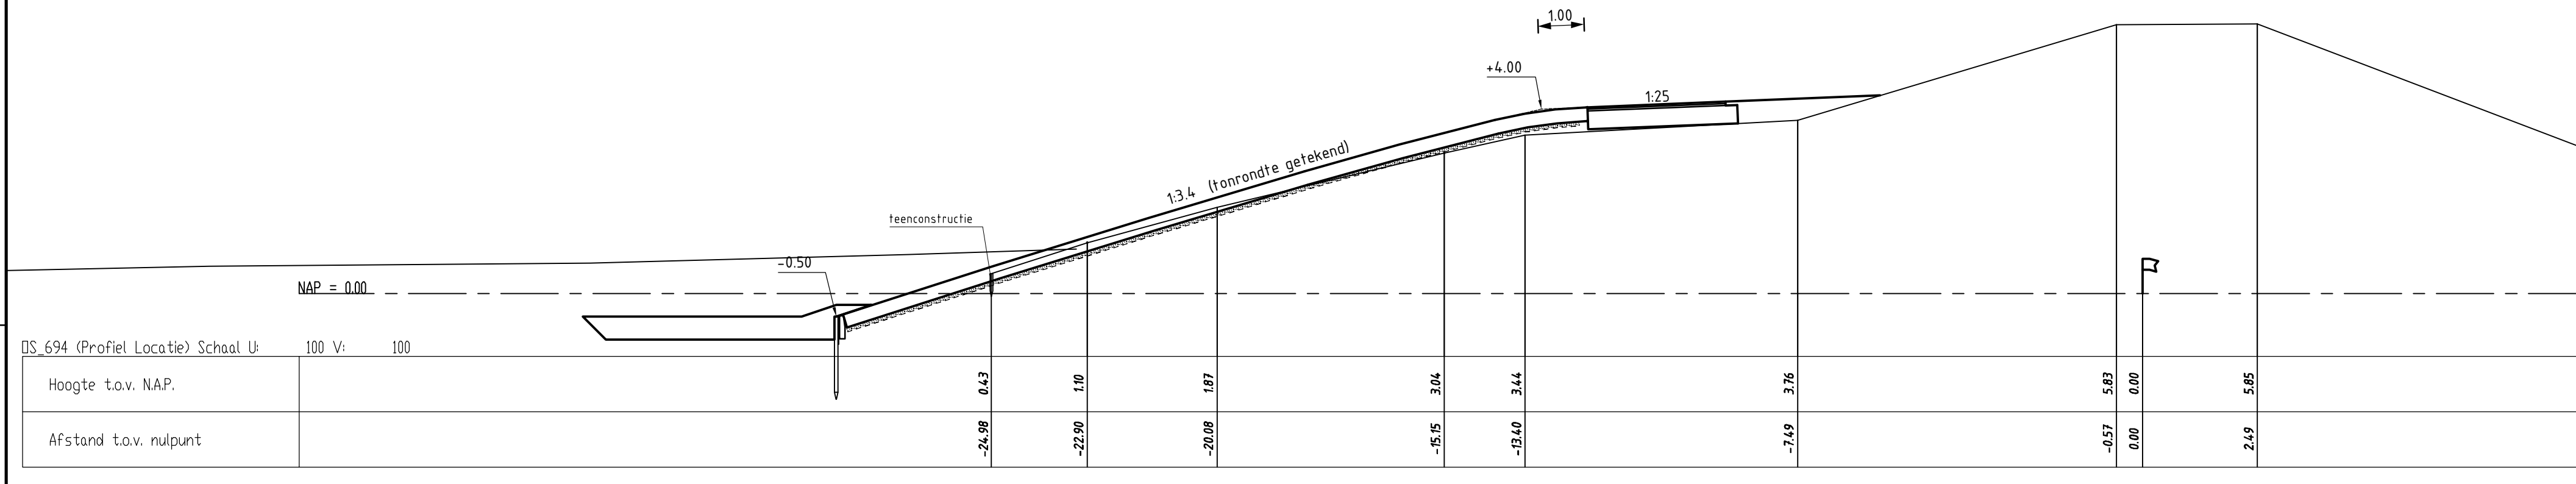 1.00
+4.00
1:25
1:3.4 (tonrondte getekend)
teenconstructie
-0.50
NAP = 0.00
S_694 (Profiel Locatie) Schaal U: 100 V: 100
Hoogte t.o.v. N.A.P. 0.43 1.10 1.87 3.04 3.44 3.76 5.83 0.00 5.85
Afstand t.o.v. nulpunt -24.98 -22.90 -20.08 -15.15 -13.40 -7.49 -0.57 0.00 2.49